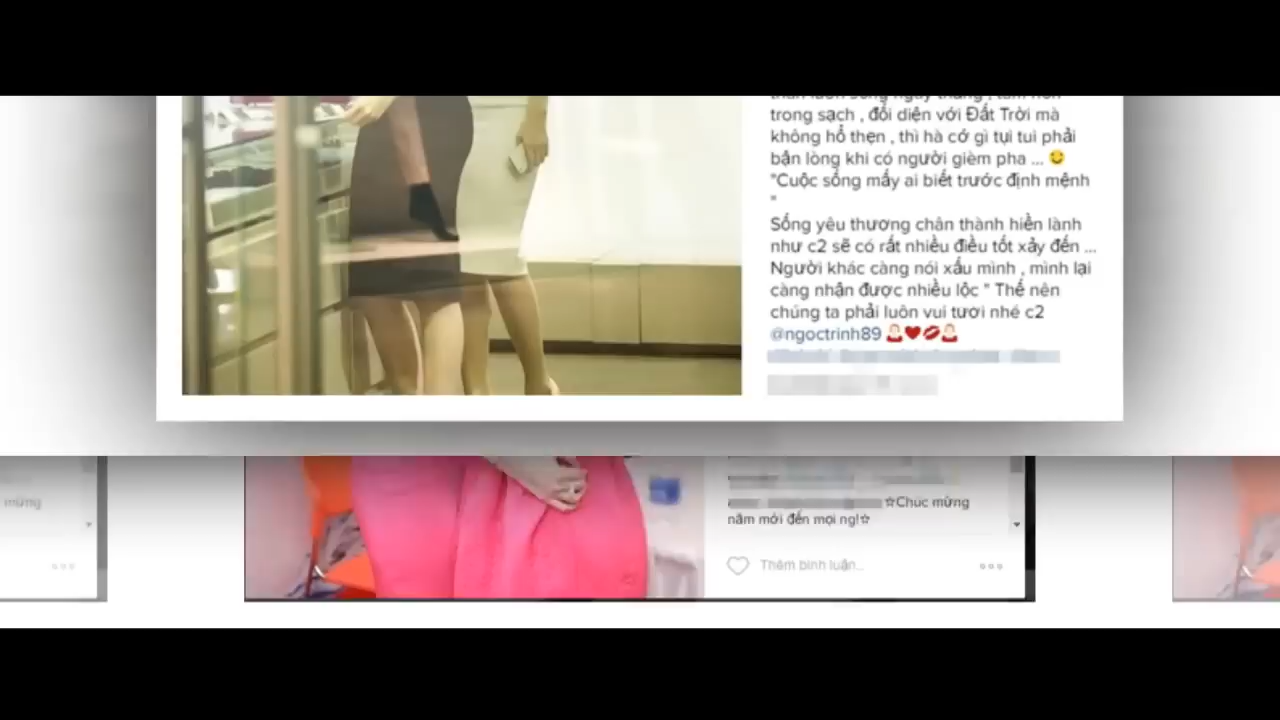 trong sạch , đối diện với Đất Trời mà
không hổ thẹn , thì hà cớ gì tụi tui phải
bận lòng khi có người gièm pha ... 
"Cuộc sống mấy ai biết trước định mệnh
"
Sống yêu thương chân thành hiền lành
như c2 sẽ có rất nhiều điều tốt xảy đến ...
Người khác càng nói xấu mình , mình lại
càng nhận được nhiều lộc " Thế nên
chúng ta phải luôn vui tươi nhé c2
@ngoctrinh89
mừng
☆Chúc mừng
năm mới đến mọi ng!☆
Thêm bình luận...